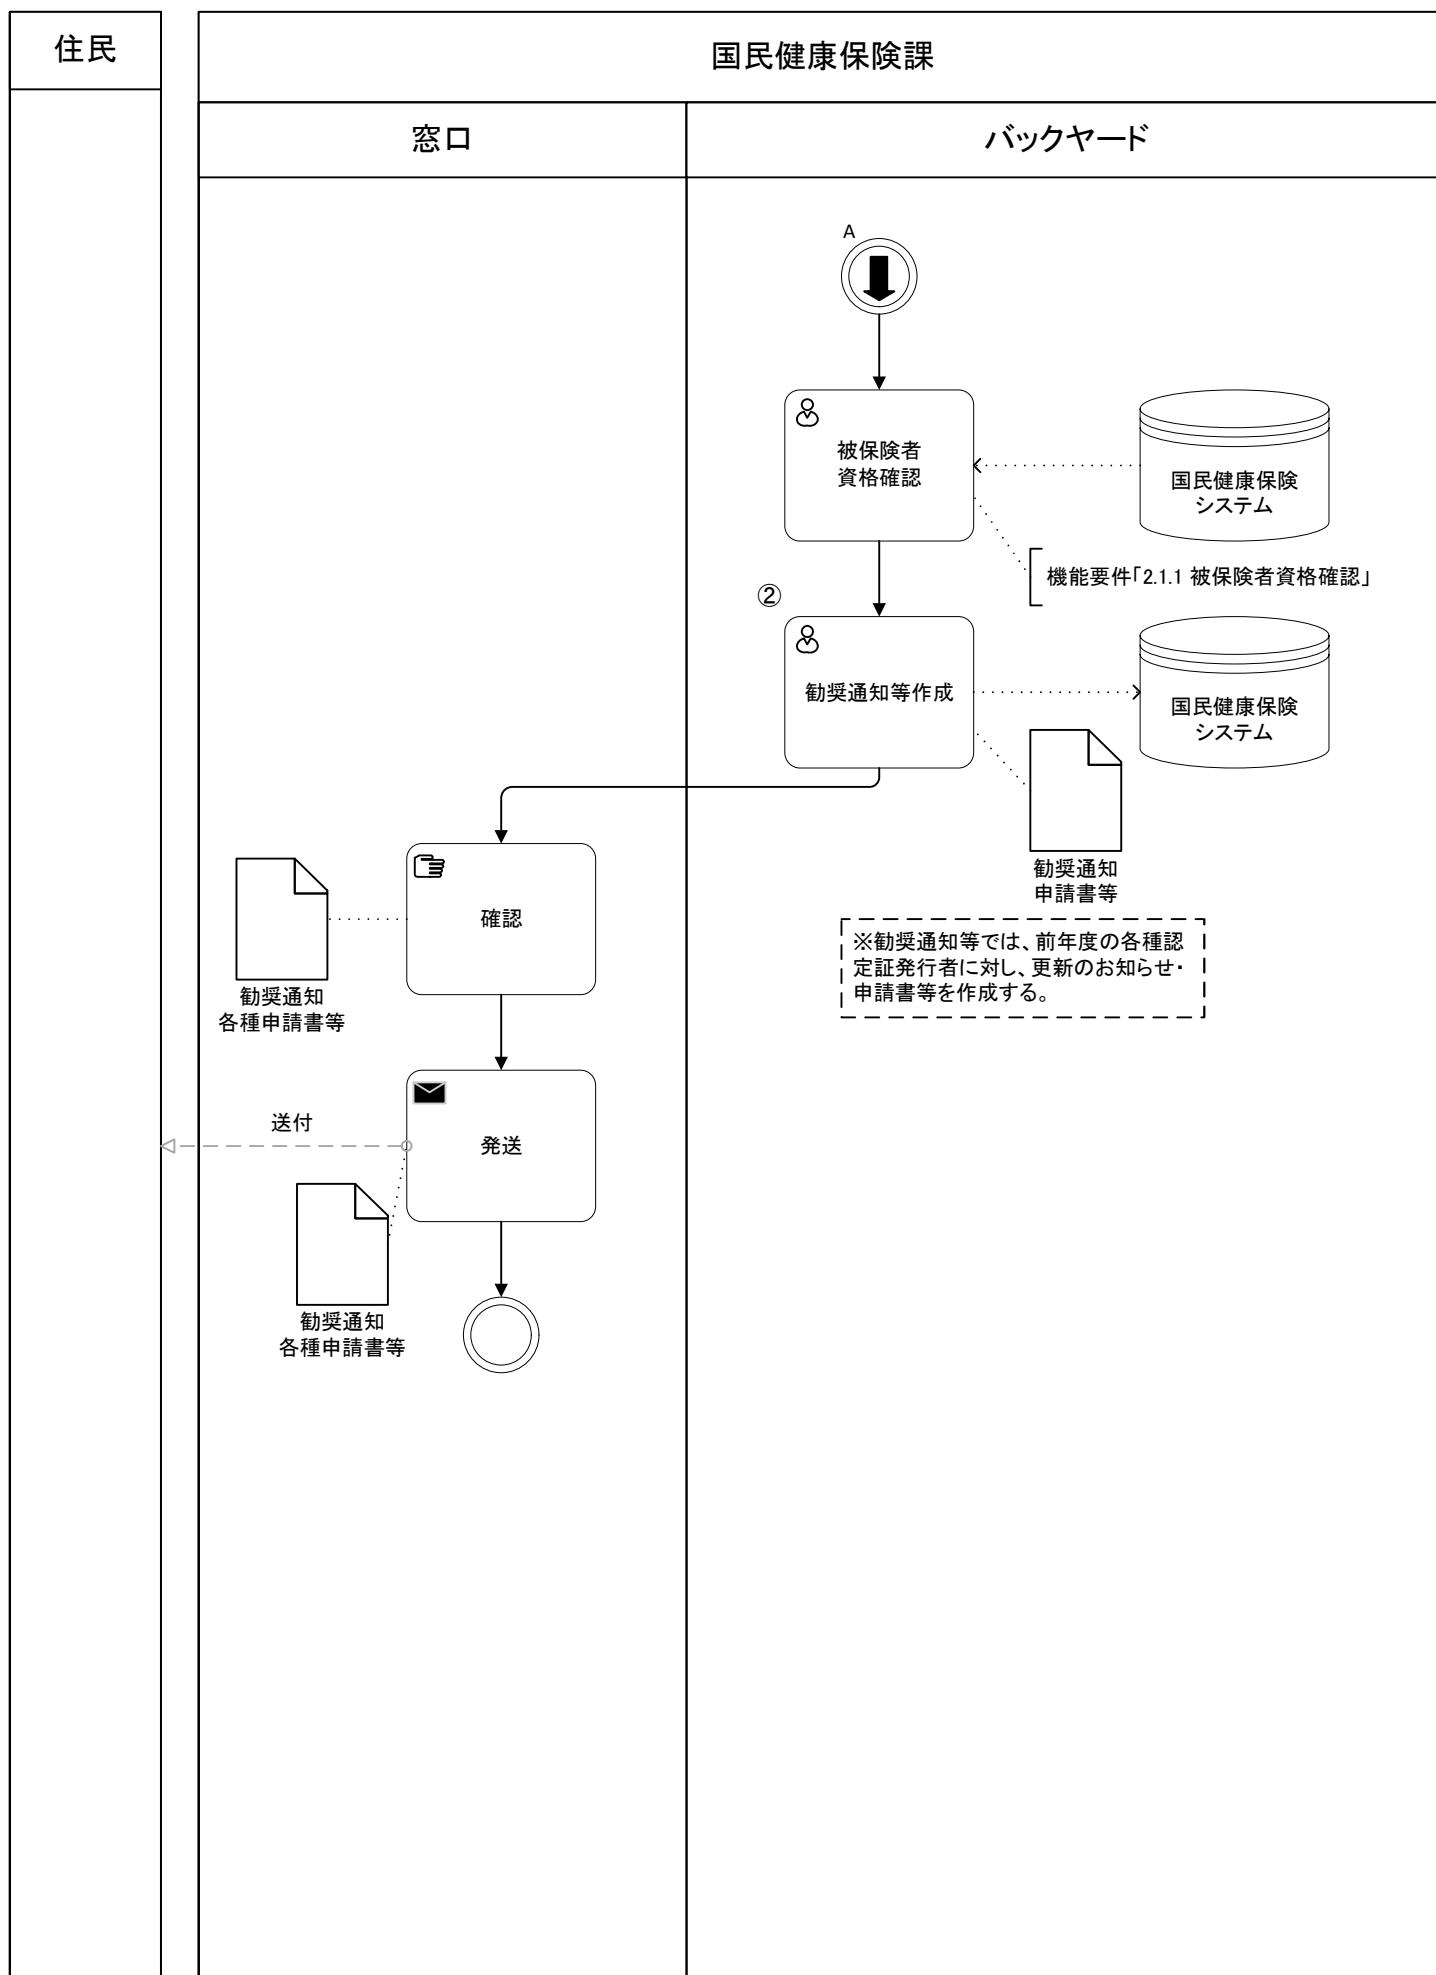 住民
国民健康保険課
窓口
バックヤード
A
被保険者
資格確認
国民健康保険
システム
機能要件「2.1.1 被保険者資格確認」
②
勧奨通知等作成
国民健康保険
システム
勧奨通知
申請書等
確認
勧奨通知
各種申請書等
※勧奨通知等では、前年度の各種認
定証発行者に対し、更新のお知らせ・
申請書等を作成する。
送付
発送
勧奨通知
各種申請書等